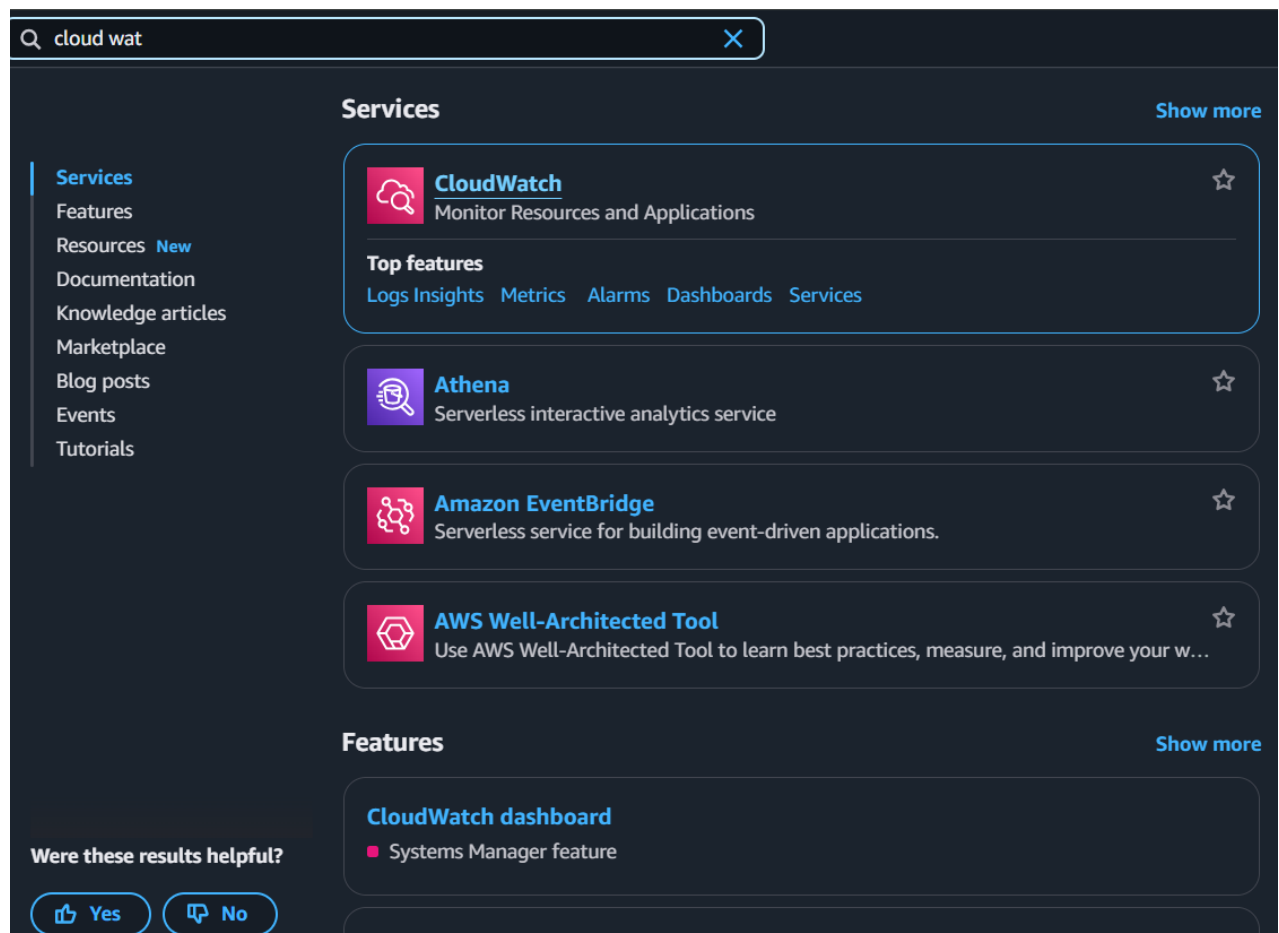 cloud wat
Services
Features
Resources New
Documentation
Knowledge articles
Marketplace
Blog posts
Events
Tutorials
Were these results helpful?
Yes No
Services Show more
CloudWatch
Monitor Resources and Applications
Top features
Logs Insights Metrics Alarms Dashboards Services
Athena
Serverless interactive analytics service
Amazon EventBridge
Serverless service for building event-driven applications.
AWS Well-Architected Tool
Use AWS Well-Architected Tool to learn best practices, measure, and improve your w...
Features Show more
CloudWatch dashboard
Systems Manager feature